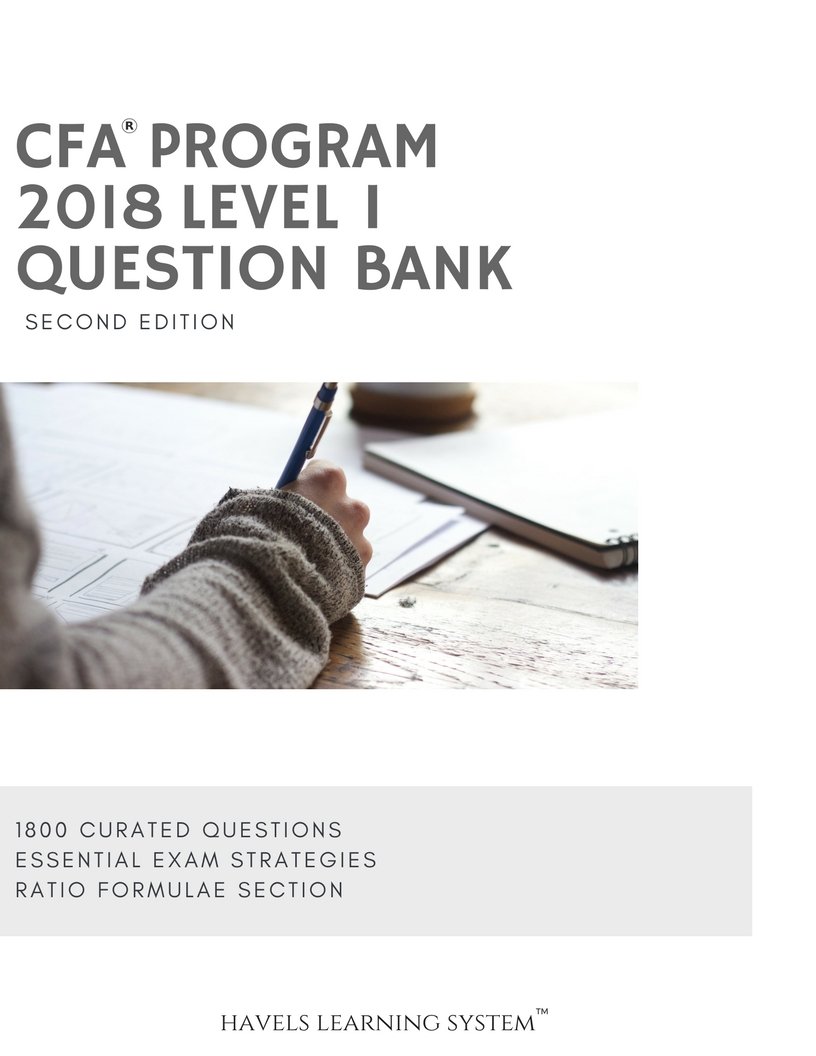 CFA® PROGRAM
2018 LEVEL 1
QUESTION BANK
SECOND EDITION
1800 CURATED QUESTIONS
ESSENTIAL EXAM STRATEGIES
RATIO FORMULAE SECTION
HAVELS LEARNING SYSTEM™